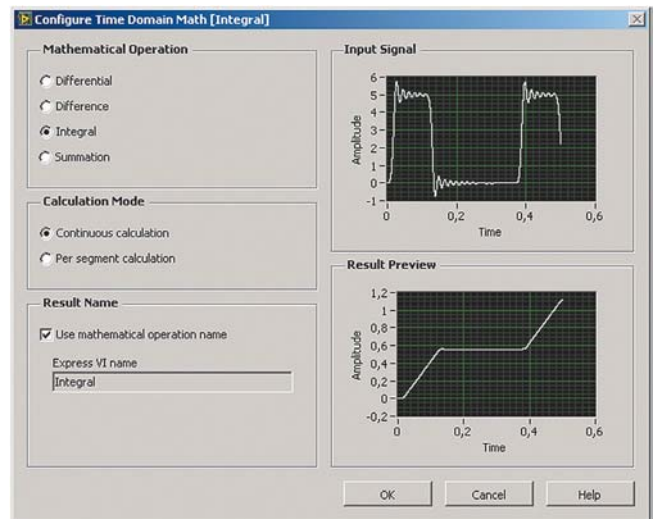 Configure Time Domain Math [Integral]
Mathematical Operation
Differential
Difference
Integral
Summation
Calculation Mode
Continuous calculation
Per segment calculation
Result Name
Use mathematical operation name
Express VI name
Integral
Input Signal
Amplitude
6
5
4
3
2
1
0
-1
0 0,2 0,4 0,6
Time
Result Preview
Amplitude
1,2
1
0,8
0,6
0,4
0,2
0
-0,2
0 0,2 0,4 0,6
Time
OK Cancel Help